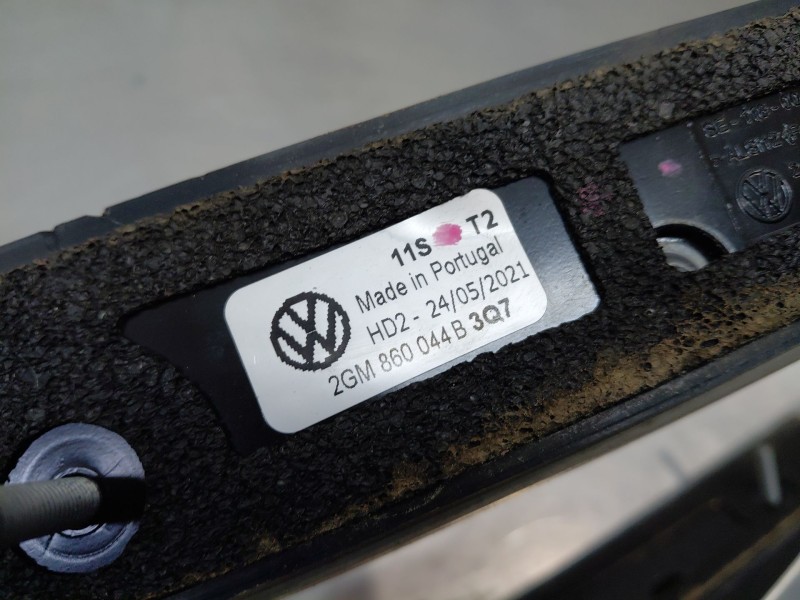 11S T2
Made in Portugal
HD2 - 24/05/2021
2GM 860 044 B 3Q7